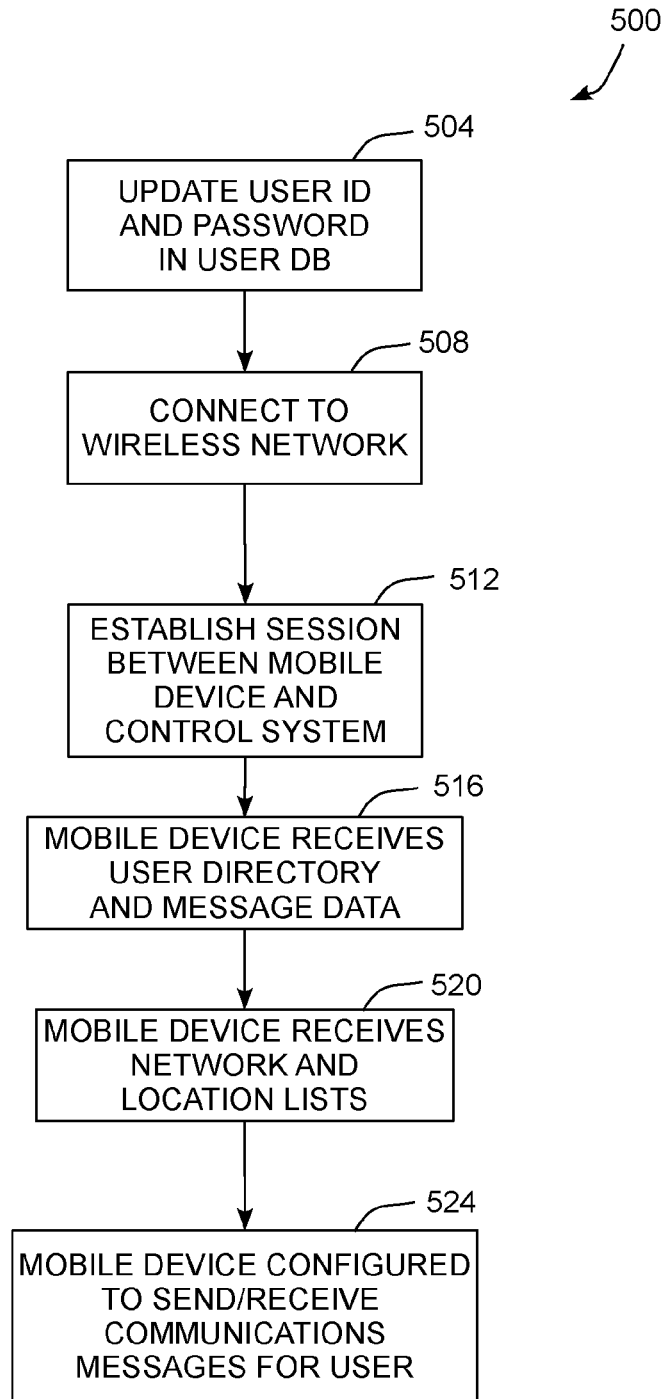 500
504
UPDATE USER ID
AND PASSWORD
IN USER DB
508
CONNECT TO
WIRELESS NETWORK
512
ESTABLISH SESSION
BETWEEN MOBILE
DEVICE AND
CONTROL SYSTEM
516
MOBILE DEVICE RECEIVES
USER DIRECTORY
AND MESSAGE DATA
520
MOBILE DEVICE RECEIVES
NETWORK AND
LOCATION LISTS
524
MOBILE DEVICE CONFIGURED
TO SEND/RECEIVE
COMMUNICATIONS
MESSAGES FOR USER